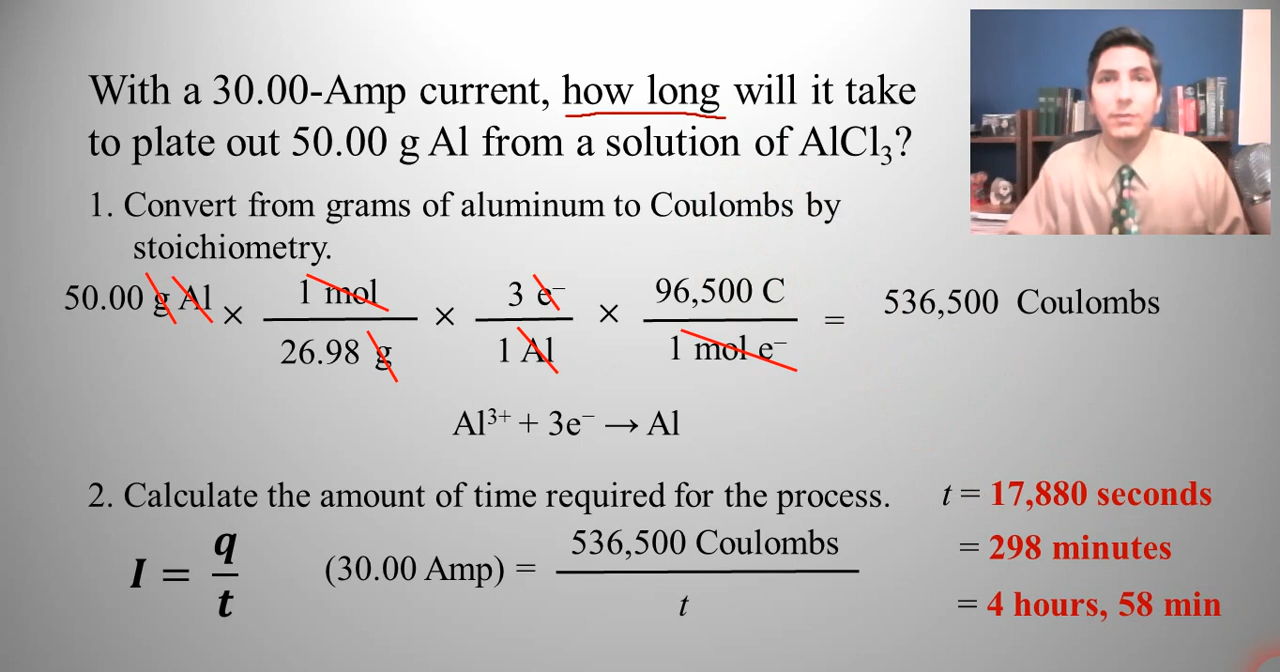 With a 30.00-Amp current, how long will it take
to plate out 50.00 g Al from a solution of AlCl₃?
1. Convert from grams of aluminum to Coulombs by
stoichiometry.
50.00 g Al × 1 mol / 26.98 g × 3 e⁻ / 1 Al × 96,500 C / 1 mol e⁻ = 536,500 Coulombs
Al³⁺ + 3e⁻ → Al
2. Calculate the amount of time required for the process.
I = q / t (30.00 Amp) = 536,500 Coulombs / t
t = 17,880 seconds
= 298 minutes
= 4 hours, 58 min